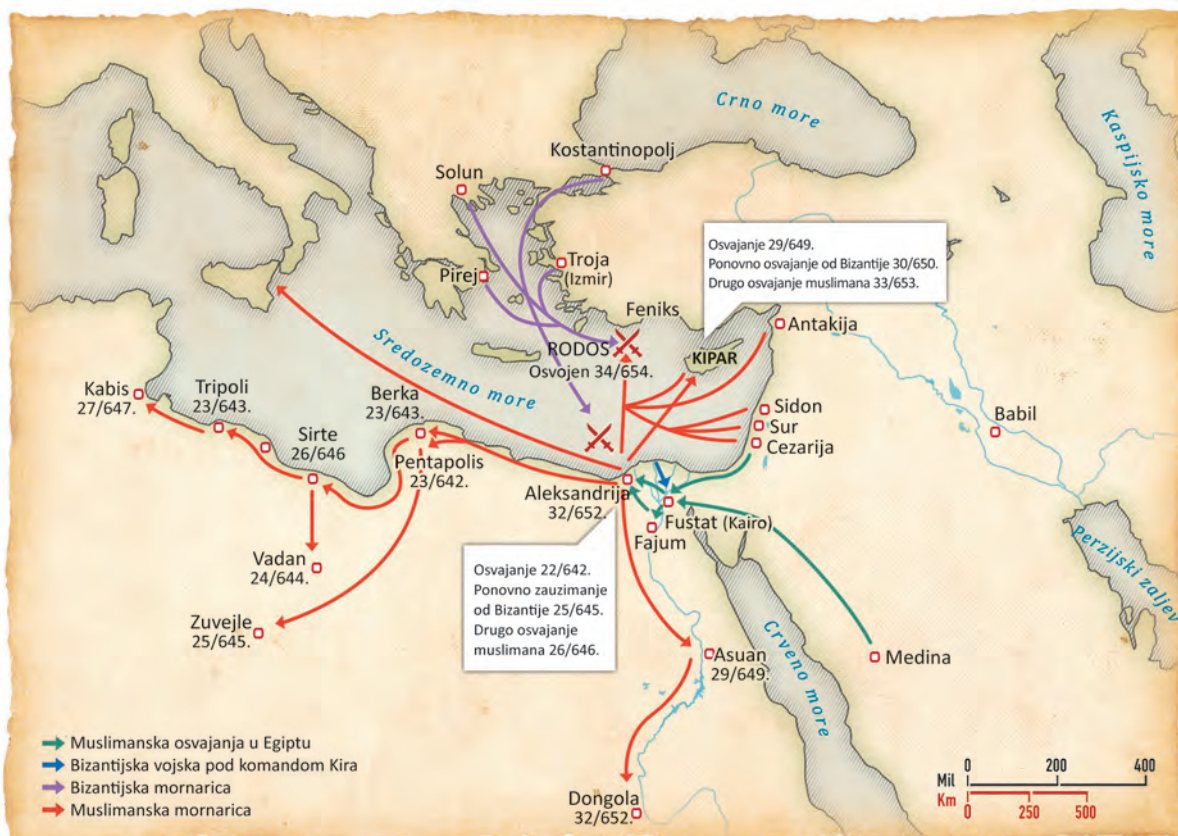 Crno more
Kaspijsko more
Kostantinopolj
Solun
Osvajanje 29/649.
Ponovno osvajanje od Bizantije 30/650.
Drugo osvajanje muslimana 33/653.
Troja
(Izmir)
Pirej
Feniks
Antakija
RODOS
Osvojen 34/654.
KIPAR
Sredozemno more
Kabis
27/647.
Tripoli
23/643.
Berka
23/643.
Sirte
26/646
Pentapolis
23/642.
Sidon
Sur
Cezarija
Babil
Aleksandrija
32/652.
Fustat (Kairo)
Fajum
Perzijski zaljev
Vadan
24/644.
Osvajanje 22/642.
Ponovno zauzimanje
od Bizantije 25/645.
Drugo osvajanje
muslimana 26/646.
Zuvejle
25/645.
Asuan
29/649.
Crveno more
Medina
Dongola
32/652.
Muslimanska osvajanja u Egiptu
Bizantijska vojska pod komandom Kira
Bizantijska mornarica
Muslimanska mornarica
Mil 0 200 400
Km 0 250 500